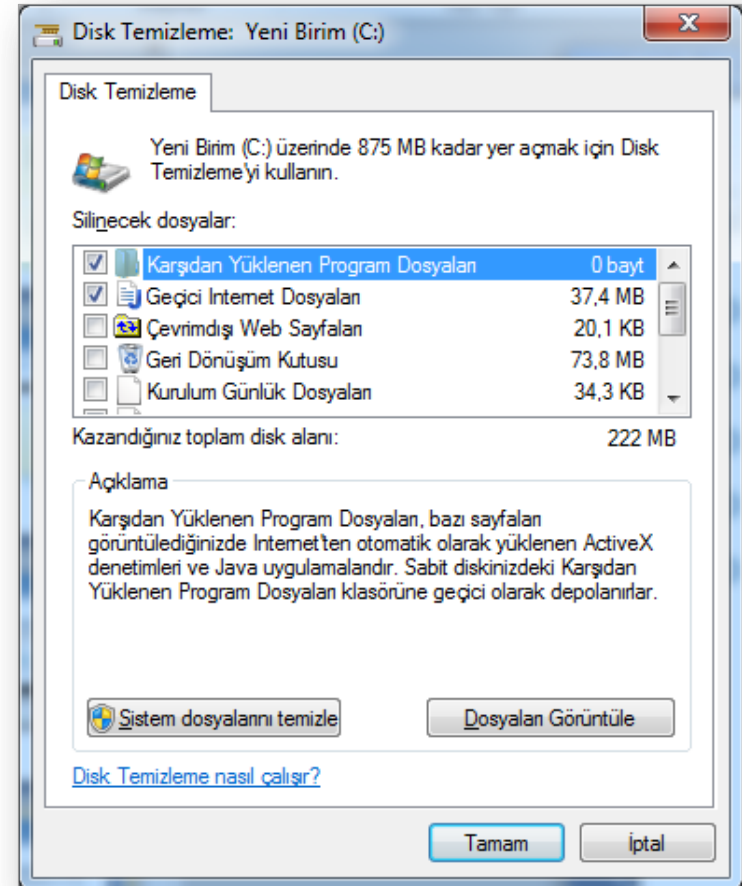 Disk Temizleme: Yeni Birim (C:)
Disk Temizleme
Yeni Birim (C:) üzerinde 875 MB kadar yer açmak için Disk
Temizleme'yi kullanın.
Silinecek dosyalar:
Karşıdan Yüklenen Program Dosyaları 0 bayt
Geçici Internet Dosyaları 37,4 MB
Çevrimdışı Web Sayfaları 20,1 KB
Geri Dönüşüm Kutusu 73,8 MB
Kurulum Günlük Dosyaları 34,3 KB
Kazandığınız toplam disk alanı: 222 MB
Açıklama
Karşıdan Yüklenen Program Dosyaları, bazı sayfaları
görüntülediğinizde Internet'ten otomatik olarak yüklenen ActiveX
denetimleri ve Java uygulamalarıdır. Sabit diskinizdeki Karşıdan
Yüklenen Program Dosyaları klasörüne geçici olarak depolanırlar.
Sistem dosyalarını temizle Dosyaları Görüntüle
Disk Temizleme nasıl çalışır?
Tamam İptal